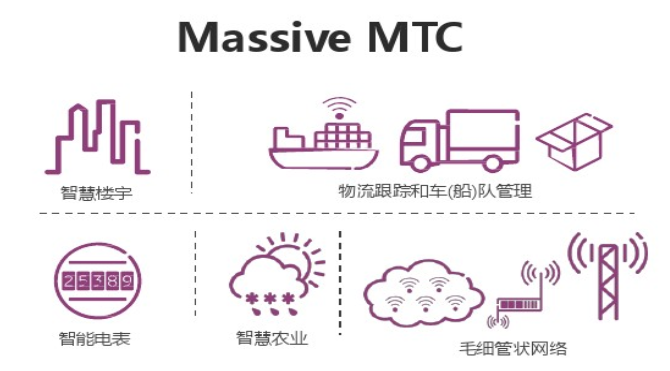 Massive MTC
智慧楼宇
物流跟踪和车(船)队管理
25389
智能电表
智慧农业
毛细管状网络